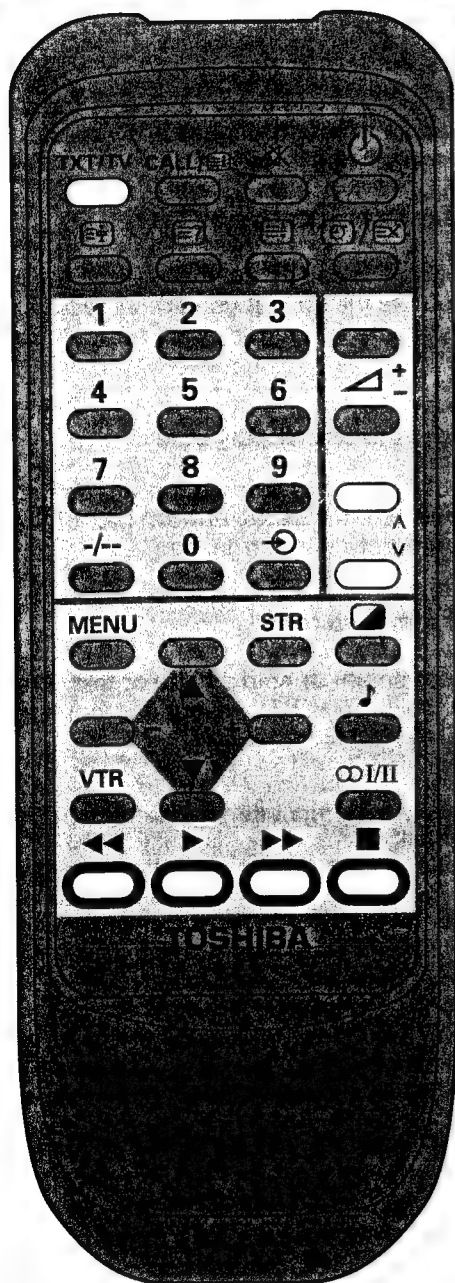 TXT/TV CALL
1 2 3
+
4 5 6
-
7 8 9
-/-- 0
MENU STR
VTR I/II
TOSHIBA